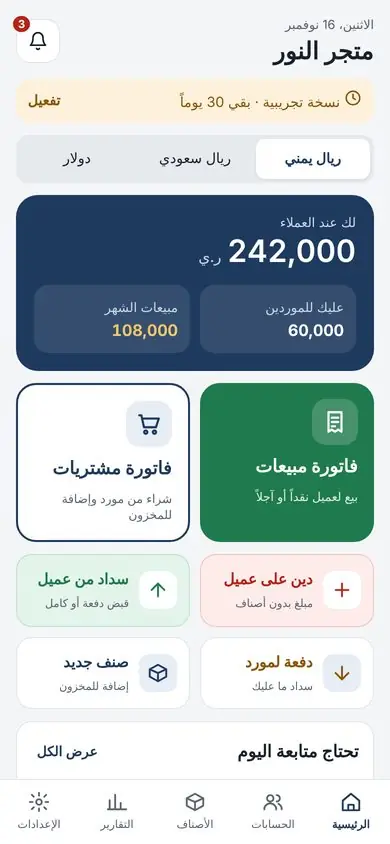 الاثنين، 16 نوفمبر
3
متجر النور
نسخة تجريبية · بقي 30 يوماً
تفعيل
ريال يمني
ريال سعودي
دولار
لك عند العملاء
242,000 ر.ي
عليك للموردين
60,000
مبيعات الشهر
108,000
فاتورة مبيعات
بيع لعميل نقداً أو آجلاً
فاتورة مشتريات
شراء من مورد وإضافة
للمخزون
دين على عميل
مبلغ بدون أصناف
سداد من عميل
قبض دفعة أو كامل
دفعة لمورد
سداد ما عليك
صنف جديد
إضافة للمخزون
تحتاج متابعة اليوم
عرض الكل
الرئيسية
الحسابات
الأصناف
التقارير
الإعدادات